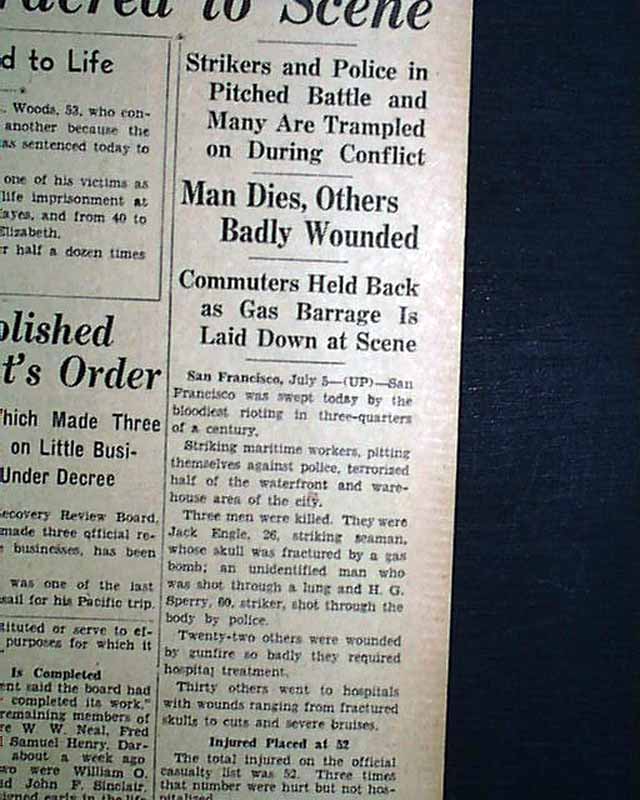 to Scene
d to Life
. Woods, 53, who con-
another because the
as sentenced today to
one of his victims as
life imprisonment at
ayes, and from 40 to
Elizabeth.
r half a dozen times
olished
t's Order
hich Made Three
on Little Busi-
Under Decree
ecovery Review Board,
made three official re-
businesses, has been
was one of the last
sail for his Pacific trip.
stituted or serve to ef-
purposes for which it
Is Completed
ent said the board had
completed its work."
remaining members of
re W. W. Neal, Fred
Samuel Henry, Dar-
about a week ago
wo were William O.
nd John F. Sinclair,
signed early in the life
Strikers and Police in
Pitched Battle and
Many Are Trampled
on During Conflict
Man Dies, Others
Badly Wounded
Commuters Held Back
as Gas Barrage Is
Laid Down at Scene
San Francisco, July 5—(UP)—San
Francisco was swept today by the
bloodiest rioting in three-quarters
of a century.
Striking maritime workers, pitting
themselves against police, terrorized
half of the waterfront and ware-
house area of the city.
Three men were killed. They were
Jack Engle, 26, striking seaman,
whose skull was fractured by a gas
bomb; an unidentified man who
was shot through a lung and H. G.
Sperry, 60, striker, shot through the
body by police.
Twenty-two others were wounded
by gunfire so badly they required
hospital treatment.
Thirty others went to hospitals
with wounds ranging from fractured
skulls to cuts and severe bruises.
Injured Placed at 52
The total injured on the official
casualty list was 52. Three times
that number were hurt but not hos-
pitalized.